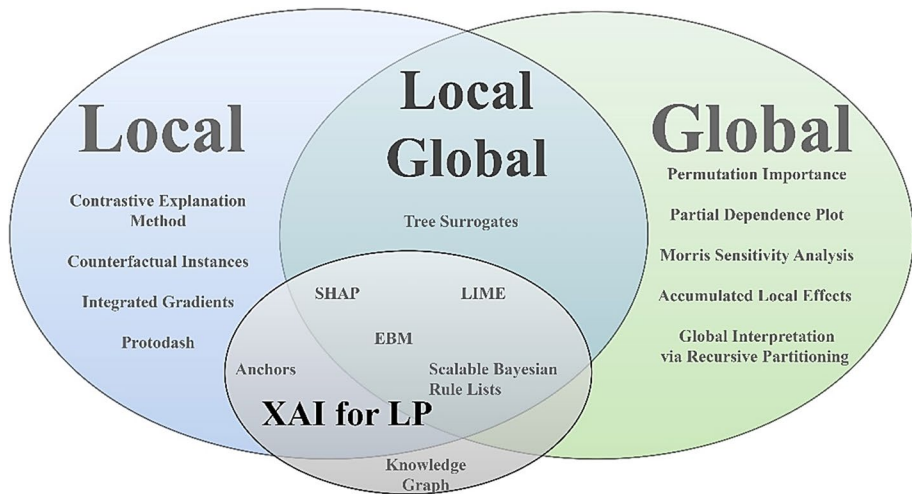 Local
Contrastive Explanation
Method
Counterfactual Instances
Integrated Gradients
Protodash
Local
Global
Tree Surrogates
Global
Permutation Importance
Partial Dependence Plot
Morris Sensitivity Analysis
Accumulated Local Effects
Global Interpretation
via Recursive Partitioning
SHAP
LIME
EBM
Anchors
Scalable Bayesian
Rule Lists
XAI for LP
Knowledge
Graph